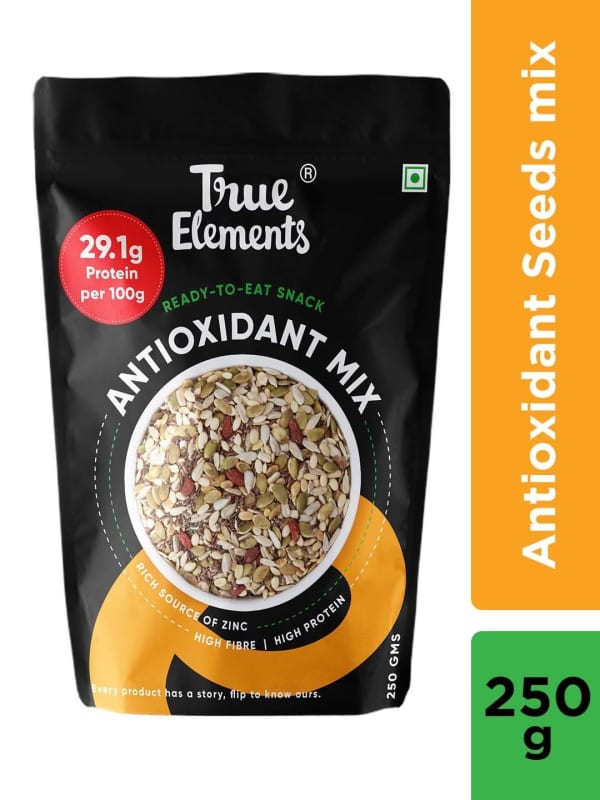 True
Elements
®
29.1g
Protein
per 100g
READY-TO-EAT SNACK
ANTIOXIDANT MIX
RICH SOURCE OF ZINC
HIGH FIBRE | HIGH PROTEIN
250 GMS
Every product has a story, flip to know ours.
Antioxidant Seeds mix
250
g